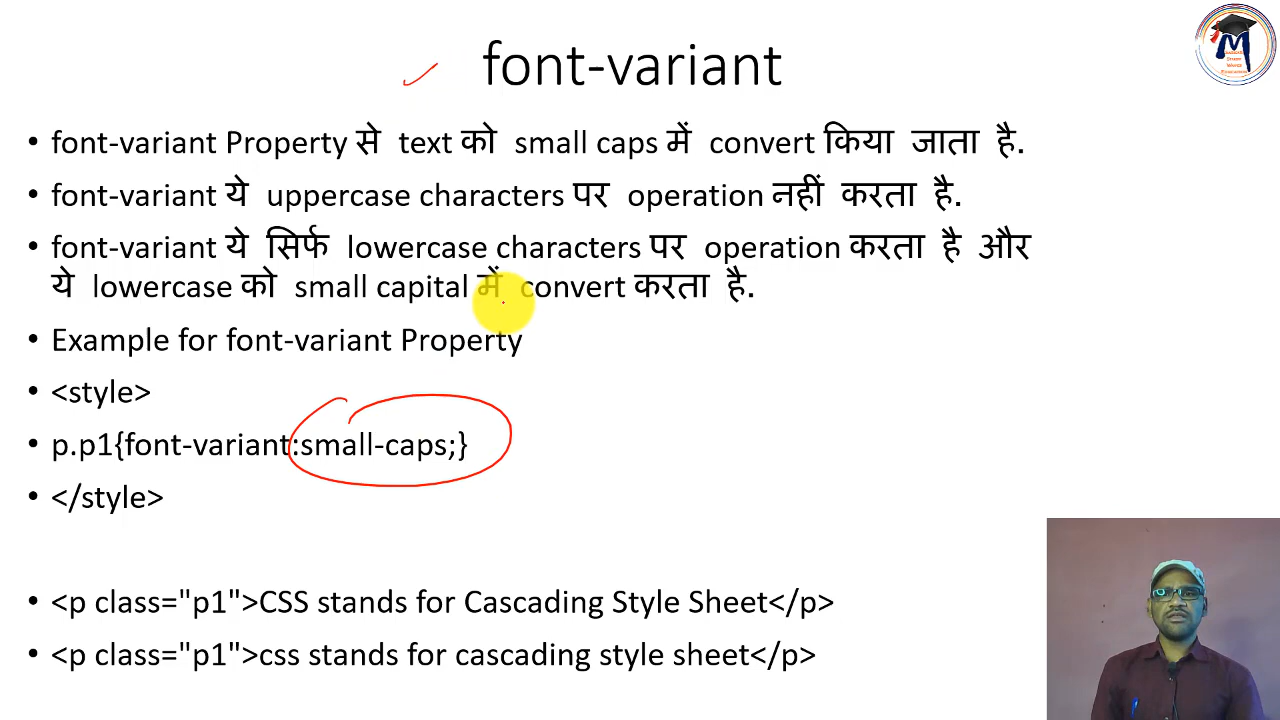 font-variant
• font-variant Property से text को small caps में convert किया जाता है.
• font-variant ये uppercase characters पर operation नहीं करता है.
• font-variant ये सिर्फ lowercase characters पर operation करता है और
ये lowercase को small capital में convert करता है.
• Example for font-variant Property
• <style>
• p.p1{font-variant:small-caps;}
• </style>
• <p class="p1">CSS stands for Cascading Style Sheet</p>
• <p class="p1">css stands for cascading style sheet</p>